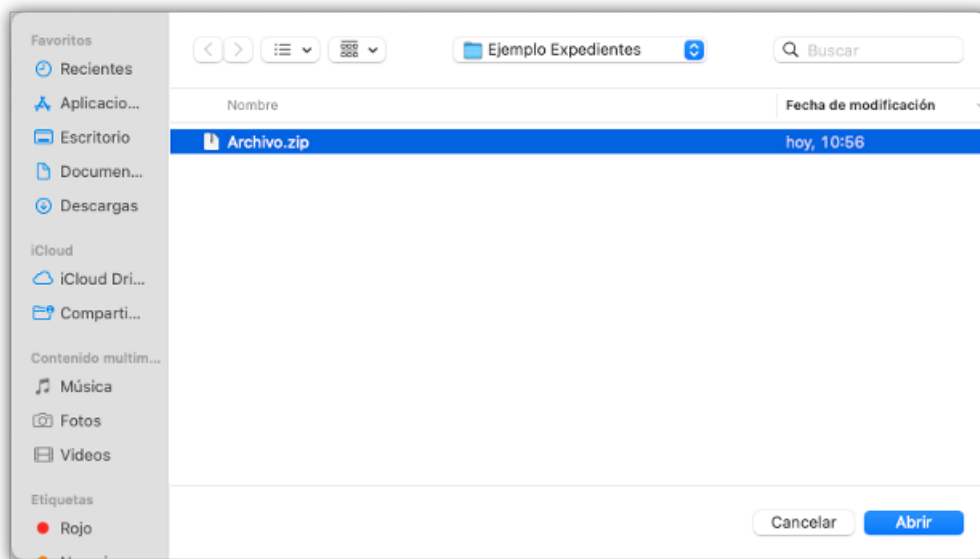 Favoritos
Recientes
Aplicacio...
Escritorio
Documen...
Descargas
iCloud
iCloud Dri...
Comparti...
Contenido multim...
Música
Fotos
Videos
Etiquetas
Rojo
Ejemplo Expedientes
Buscar
Nombre
Fecha de modificación
Archivo.zip
hoy, 10:56
Cancelar
Abrir